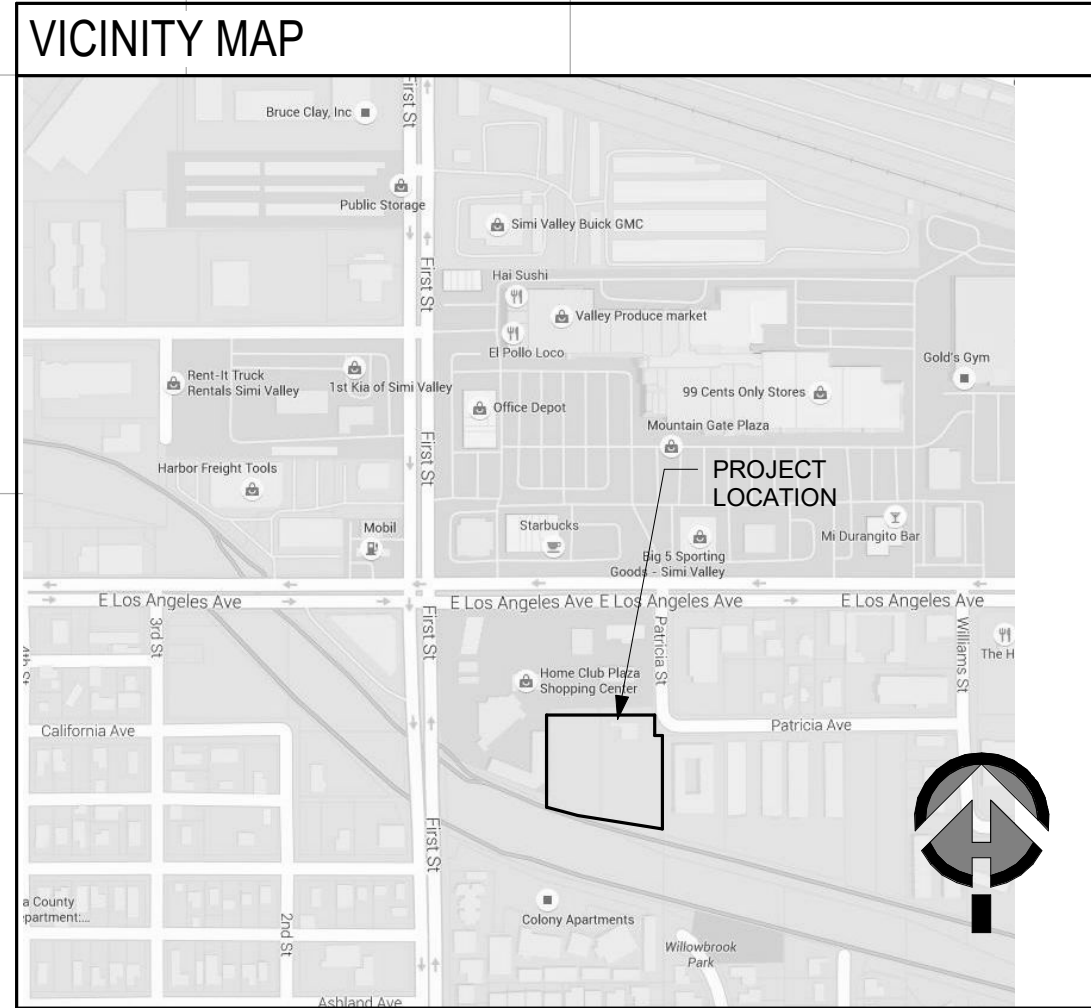 VICINITY MAP
First St
Bruce Clay, Inc
Public Storage
Simi Valley Buick GMC
First St
Hai Sushi
Valley Produce market
El Pollo Loco
Gold's Gym
Rent-It Truck
Rentals Simi Valley
1st Kia of Simi Valley
99 Cents Only Stores
Office Depot
Mountain Gate Plaza
First St
PROJECT
LOCATION
Harbor Freight Tools
Mobil
Starbucks
Mi Durangito Bar
Big 5 Sporting
Goods - Simi Valley
E Los Angeles Ave
E Los Angeles Ave
E Los Angeles Ave
E Los Angeles Ave
3rd St
First St
Patricia St
Williams St
The H
Home Club Plaza
Shopping Center
California Ave
Patricia Ave
First St
a County
partment:...
2nd St
Colony Apartments
Willowbrook
Park
Ashland Ave